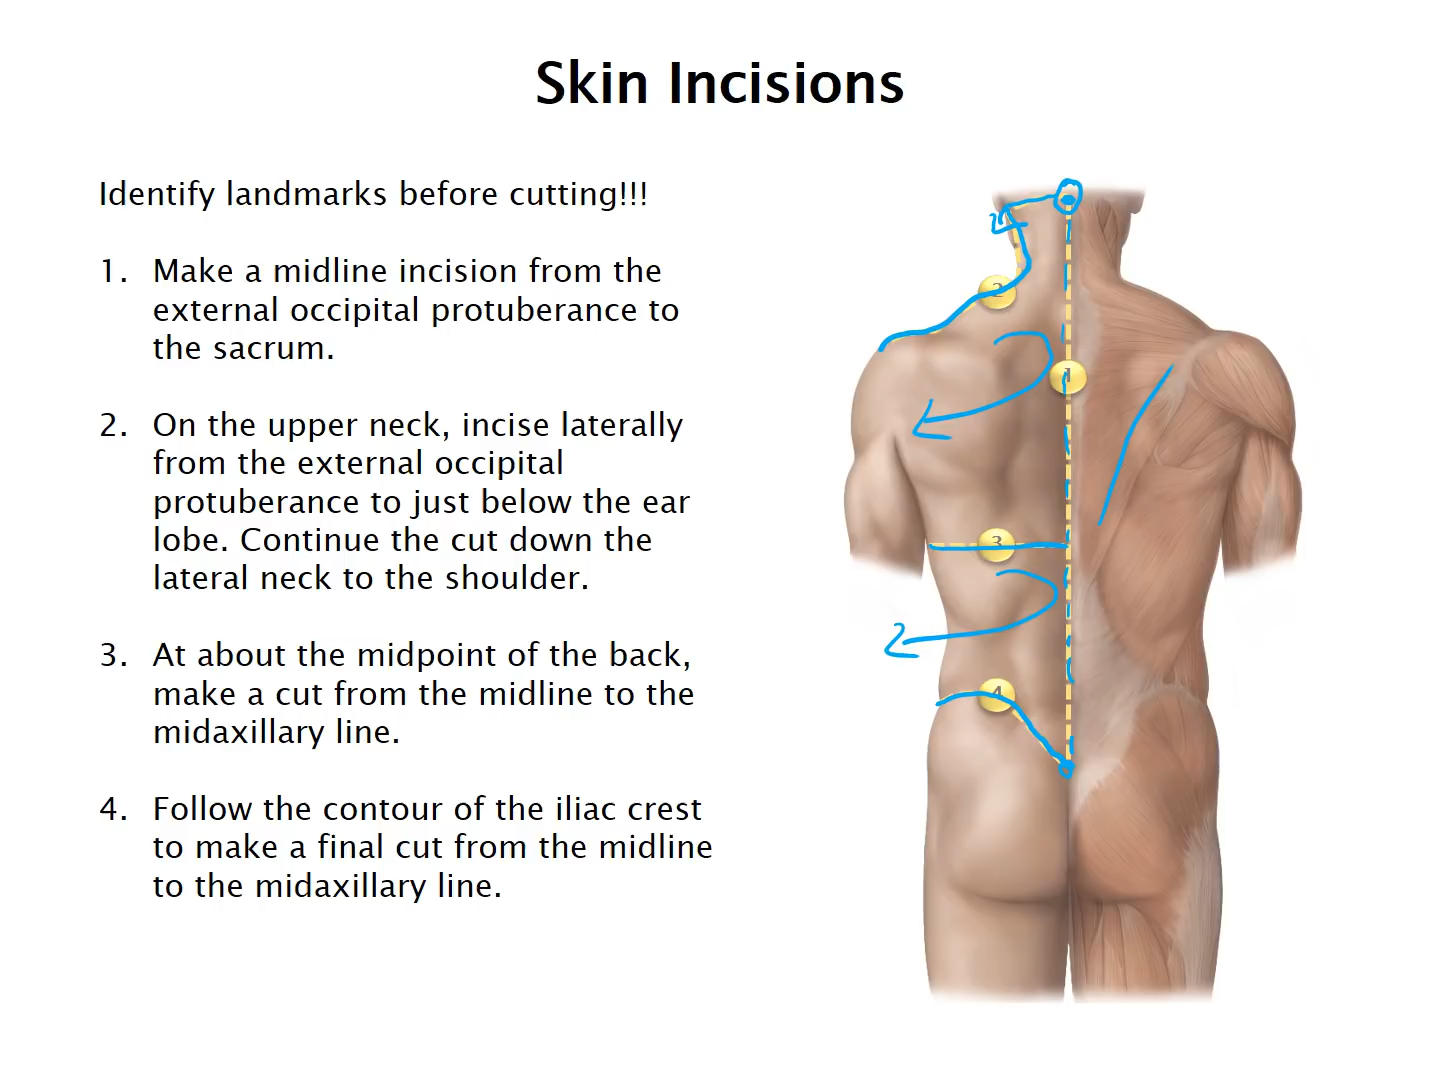 Skin Incisions
Identify landmarks before cutting!!!
1. Make a midline incision from the
external occipital protuberance to
the sacrum.
2. On the upper neck, incise laterally
from the external occipital
protuberance to just below the ear
lobe. Continue the cut down the
lateral neck to the shoulder.
3. At about the midpoint of the back,
make a cut from the midline to the
midaxillary line.
4. Follow the contour of the iliac crest
to make a final cut from the midline
to the midaxillary line.
2
1
3
4